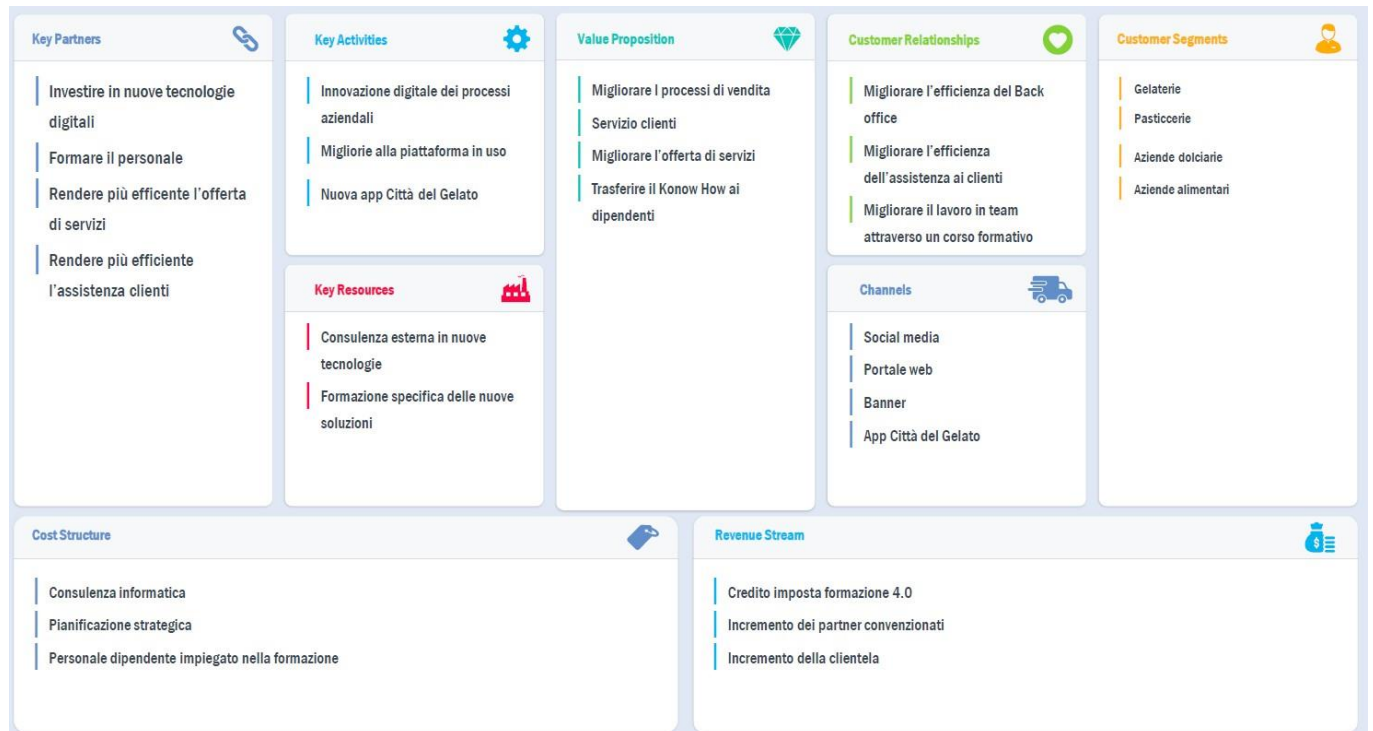 Key Partners
Investire in nuove tecnologie
digitali
Formare il personale
Rendere più efficente l'offerta
di servizi
Rendere più efficiente
l'assistenza clienti
Key Activities
Innovazione digitale dei processi
aziendali
Migliorie alla piattaforma in uso
Nuova app Città del Gelato
Key Resources
Consulenza esterna in nuove
tecnologie
Formazione specifica delle nuove
soluzioni
Value Proposition
Migliorare I processi di vendita
Servizio clienti
Migliorare l'offerta di servizi
Trasferire il Konow How ai
dipendenti
Customer Relationships
Migliorare l'efficienza del Back
office
Migliorare l'efficienza
dell'assistenza ai clienti
Migliorare il lavoro in team
attraverso un corso formativo
Channels
Social media
Portale web
Banner
App Città del Gelato
Customer Segments
Gelaterie
Pasticcerie
Aziende dolciarie
Aziende alimentari
Cost Structure
Consulenza informatica
Pianificazione strategica
Personale dipendente impiegato nella formazione
Revenue Stream
$
Credito imposta formazione 4.0
Incremento dei partner convenzionati
Incremento della clientela